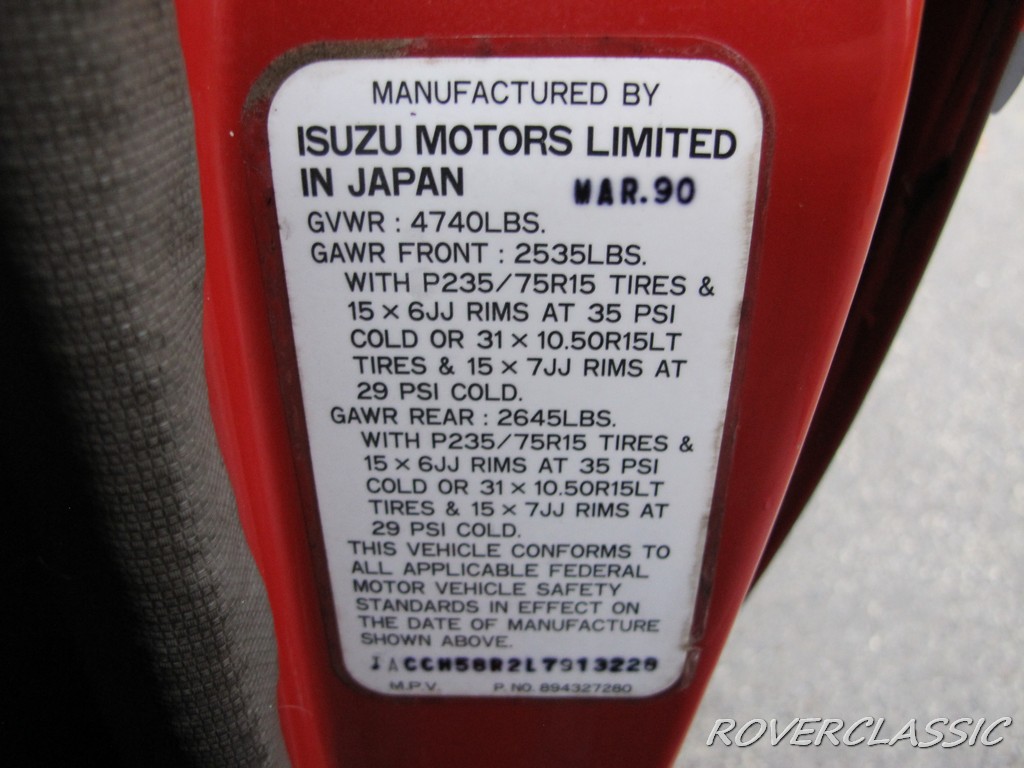 MANUFACTURED BY
ISUZU MOTORS LIMITED
IN JAPAN MAR.90
GVWR : 4740LBS.
GAWR FRONT : 2535LBS.
WITH P235/75R15 TIRES &
15 × 6JJ RIMS AT 35 PSI
COLD OR 31 × 10.50R15LT
TIRES & 15 × 7JJ RIMS AT
29 PSI COLD.
GAWR REAR : 2645LBS.
WITH P235/75R15 TIRES &
15 × 6JJ RIMS AT 35 PSI
COLD OR 31 × 10.50R15LT
TIRES & 15 × 7JJ RIMS AT
29 PSI COLD.
THIS VEHICLE CONFORMS TO
ALL APPLICABLE FEDERAL
MOTOR VEHICLE SAFETY
STANDARDS IN EFFECT ON
THE DATE OF MANUFACTURE
SHOWN ABOVE.
M.P.V. P. NO. 894327280
ROVERCLASSIC